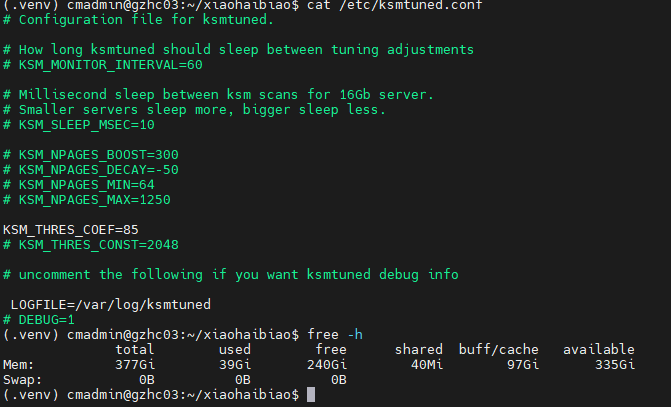 (.venv) cmadmin@gzhc03:~/xiaohaibiao$ cat /etc/ksmtuned.conf
# Configuration file for ksmtuned.
# How long ksmtuned should sleep between tuning adjustments
# KSM_MONITOR_INTERVAL=60
# Millisecond sleep between ksm scans for 16Gb server.
# Smaller servers sleep more, bigger sleep less.
# KSM_SLEEP_MSEC=10
# KSM_NPAGES_BOOST=300
# KSM_NPAGES_DECAY=-50
# KSM_NPAGES_MIN=64
# KSM_NPAGES_MAX=1250
KSM_THRES_COEF=85
# KSM_THRES_CONST=2048
# uncomment the following if you want ksmtuned debug info
LOGFILE=/var/log/ksmtuned
# DEBUG=1
(.venv) cmadmin@gzhc03:~/xiaohaibiao$ free -h
total used free shared buff/cache available
Mem: 377Gi 39Gi 240Gi 40Mi 97Gi 335Gi
Swap: 0B 0B 0B
(.venv) cmadmin@gzhc03:~/xiaohaibiao$